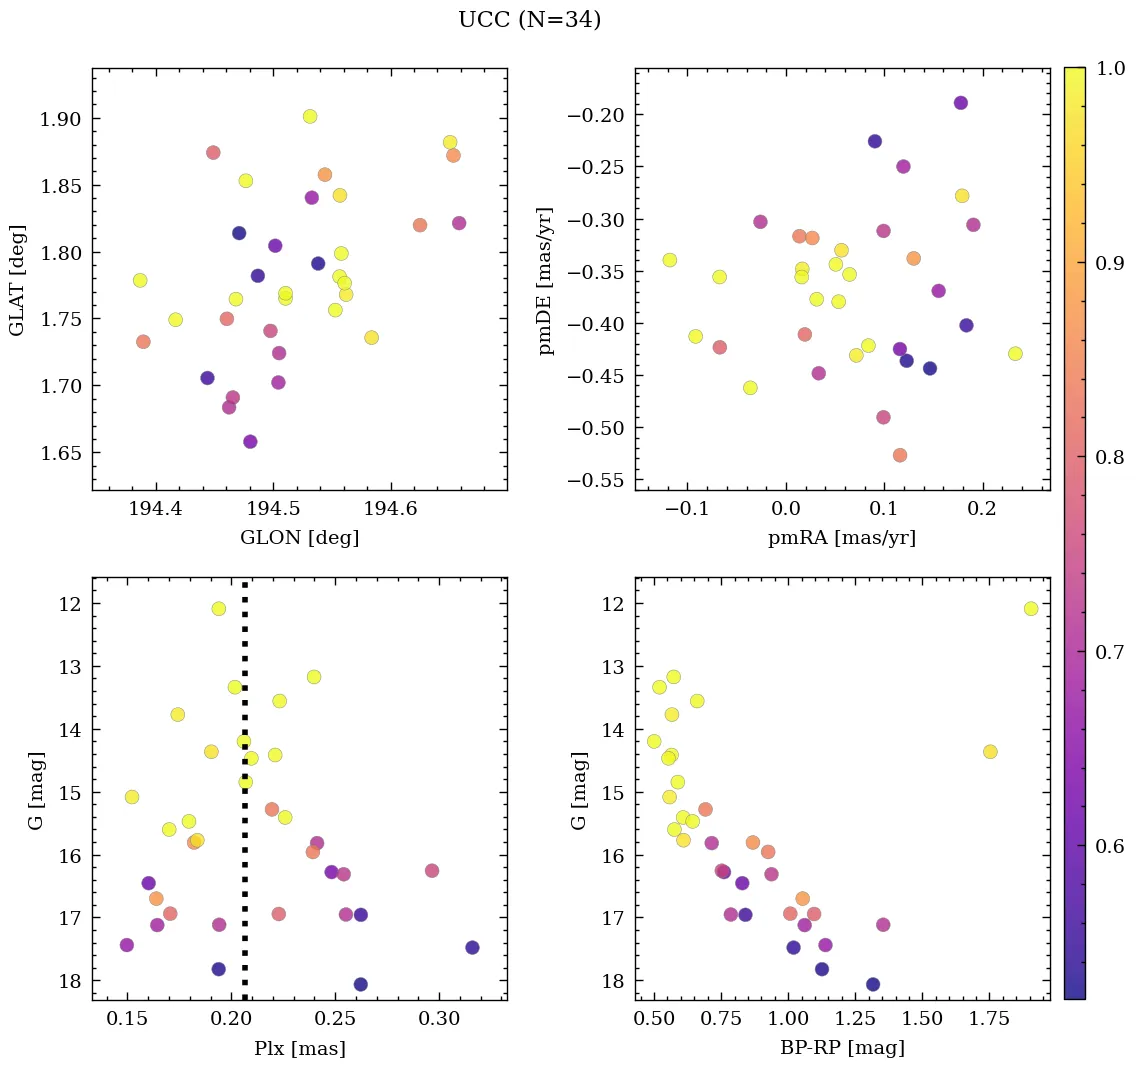 UCC (N=34)
1.90
1.85
1.80
1.75
1.70
1.65
GLAT [deg]
194.4 194.5 194.6
GLON [deg]
−0.20
−0.25
−0.30
−0.35
−0.40
−0.45
−0.50
−0.55
pmDE [mas/yr]
−0.1 0.0 0.1 0.2
pmRA [mas/yr]
1.0
0.9
0.8
0.7
0.6
12
13
14
15
16
17
18
G [mag]
0.15 0.20 0.25 0.30
Plx [mas]
12
13
14
15
16
17
18
G [mag]
0.50 0.75 1.00 1.25 1.50 1.75
BP-RP [mag]